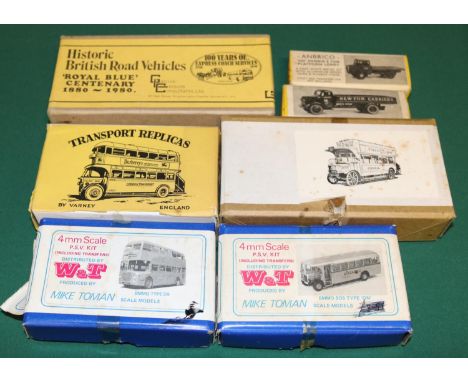 Historic
British Road Vehicles
'ROYAL BLUE'
CENTENARY
1880 ~ 1980.
100 YEARS OF
EXPRESS COACH SERVICES
ANBRICO
NEW FOR CARRIERS
TRANSPORT REPLICAS
BY VARNEY
ENGLAND
4mm Scale
P.S.V. KIT
(INCLUDING TRANSFERS)
DISTRIBUTED BY
W&T
PRODUCED BY
MIKE TOMAN
SCALE MODELS
4mm Scale
P.S.V. KIT
(INCLUDING TRANSFERS)
DISTRIBUTED BY
W&T
PRODUCED BY
MIKE TOMAN
SCALE MODELS